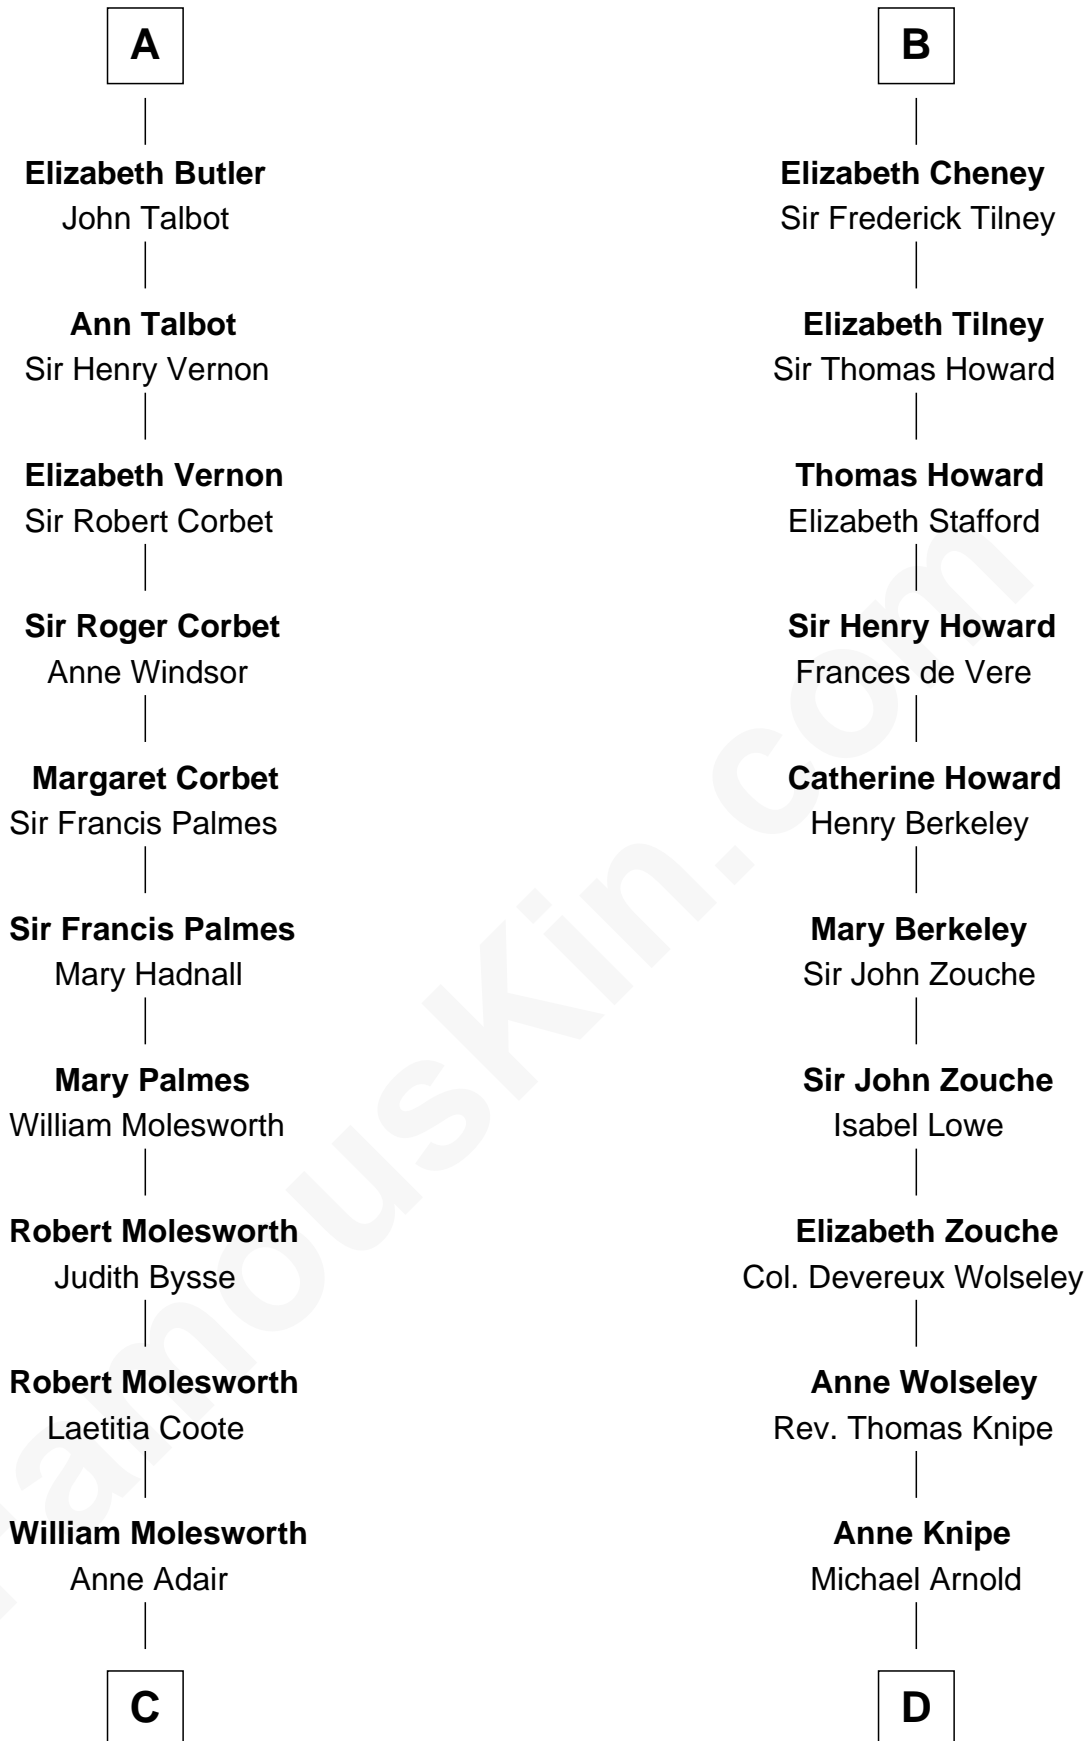 A
Elizabeth Butler
John Talbot
Ann Talbot
Sir Henry Vernon
Elizabeth Vernon
Sir Robert Corbet
Sir Roger Corbet
Anne Windsor
Margaret Corbet
Sir Francis Palmes
Sir Francis Palmes
Mary Hadnall
Mary Palmes
William Molesworth
Robert Molesworth
Judith Bysse
Robert Molesworth
Laetitia Coote
William Molesworth
Anne Adair
C
B
Elizabeth Cheney
Sir Frederick Tilney
Elizabeth Tilney
Sir Thomas Howard
Thomas Howard
Elizabeth Stafford
Sir Henry Howard
Frances de Vere
Catherine Howard
Henry Berkeley
Mary Berkeley
Sir John Zouche
Sir John Zouche
Isabel Lowe
Elizabeth Zouche
Col. Devereux Wolseley
Anne Wolseley
Rev. Thomas Knipe
Anne Knipe
Michael Arnold
D
FamousKin.com